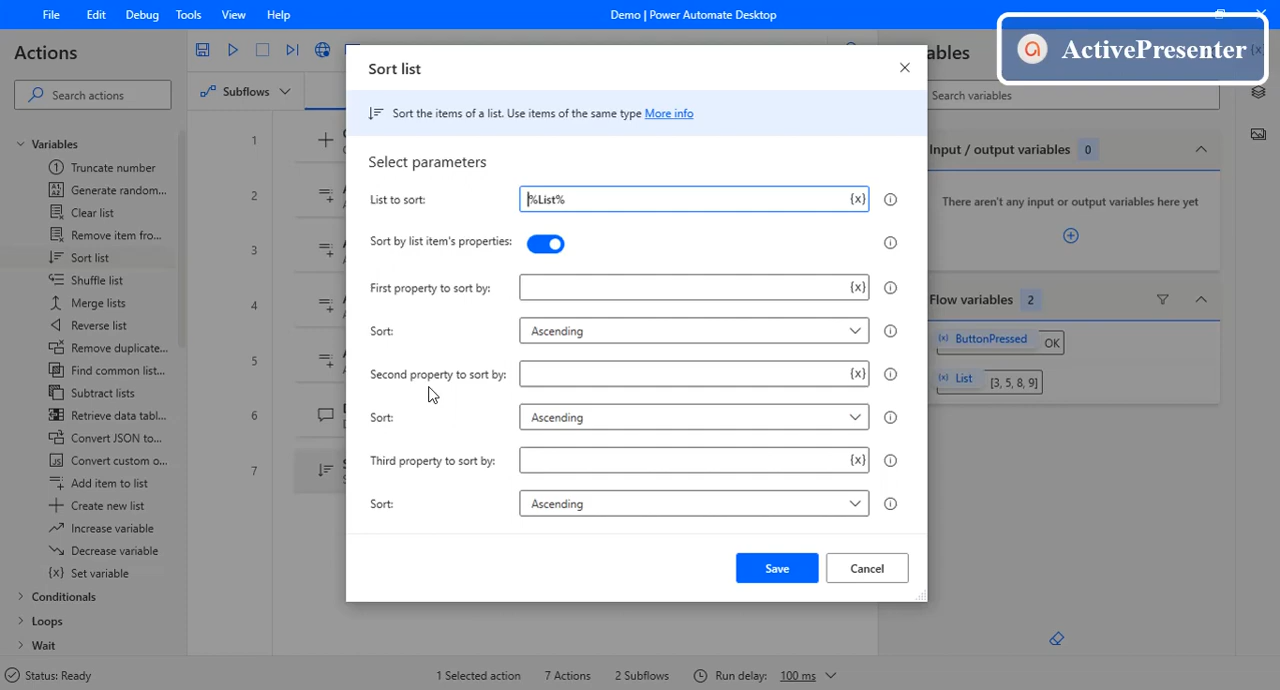 File Edit Debug Tools View Help
Demo | Power Automate Desktop
ActivePresenter
Actions
Search actions
Variables
Truncate number
Generate random...
Clear list
Remove item fro...
Sort list
Shuffle list
Merge lists
Reverse list
Remove duplicate...
Find common list...
Subtract lists
Retrieve data tabl...
Convert JSON to...
Convert custom o...
Add item to list
Create new list
Increase variable
Decrease variable
{x} Set variable
Conditionals
Loops
Wait
Subflows
1
2
3
4
5
6
7
Sort list
Sort the items of a list. Use items of the same type More info
Select parameters
List to sort: %List% {x}
Sort by list item's properties:
First property to sort by: {x}
Sort: Ascending
Second property to sort by: {x}
Sort: Ascending
Third property to sort by: {x}
Sort: Ascending
Save Cancel
Search variables
Input / output variables 0
There aren't any input or output variables here yet
Flow variables 2
{x} ButtonPressed OK
{x} List [3, 5, 8, 9]
Status: Ready 1 Selected action 7 Actions 2 Subflows Run delay: 100 ms